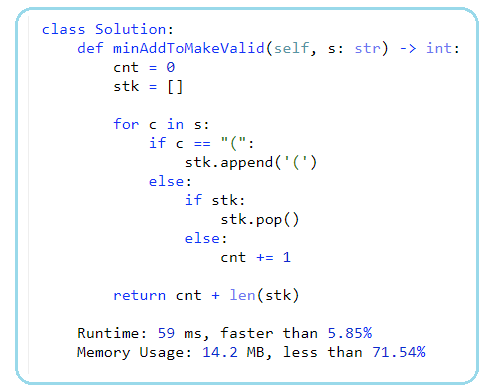 class Solution:
    def minAddToMakeValid(self, s: str) -> int:
        cnt = 0
        stk = []
        for c in s:
            if c == "(":
                stk.append('(')
            else:
                if stk:
                    stk.pop()
                else:
                    cnt += 1
        return cnt + len(stk)
    Runtime: 59 ms, faster than 5.85%
    Memory Usage: 14.2 MB, less than 71.54%